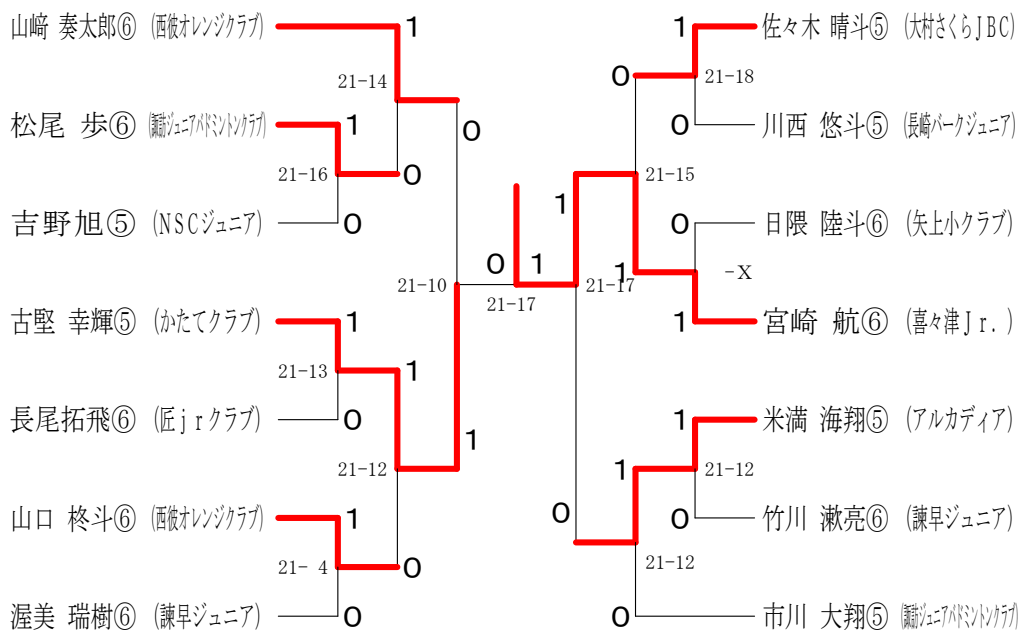 山﨑 奏太郎⑥ (西彼オレンジクラブ)
1
21-14
松尾 歩⑥ (諏訪ジュニアバドミントンクラブ)
1
0
21-16
0
吉野旭⑤ (NSCジュニア)
0
21-10
古堅 幸輝⑤ (かたてクラブ)
1
21-13
1
長尾拓飛⑥ (匠jrクラブ)
0
1
21-12
山口 柊斗⑥ (西彼オレンジクラブ)
1
21- 4
0
渥美 瑞樹⑥ (諫早ジュニア)
0
0
1
21-17
1
佐々木 晴斗⑤ (大村さくらJBC)
0
21-18
0
川西 悠斗⑤ (長崎パークジュニア)
21-15
1
0
日隈 陸斗⑥ (矢上小クラブ)
21-17
1
-X
1
宮崎 航⑥ (喜々津Jr.)
1
米満 海翔⑤ (アルカディア)
1
21-12
0
0
竹川 漱亮⑥ (諫早ジュニア)
21-12
0
市川 大翔⑤ (諏訪ジュニアバドミントンクラブ)